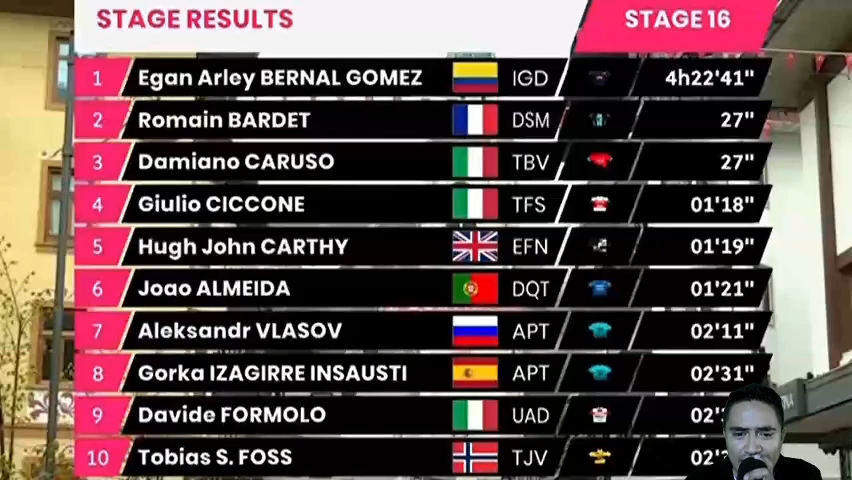 STAGE RESULTS STAGE 16
1 Egan Arley BERNAL GOMEZ IGD 4h22'41"
2 Romain BARDET DSM 27"
3 Damiano CARUSO TBV 27"
4 Giulio CICCONE TFS 01'18"
5 Hugh John CARTHY EFN 01'19"
6 Joao ALMEIDA DQT 01'21"
7 Aleksandr VLASOV APT 02'11"
8 Gorka IZAGIRRE INSAUSTI APT 02'31"
9 Davide FORMOLO UAD
10 Tobias S. FOSS TJV